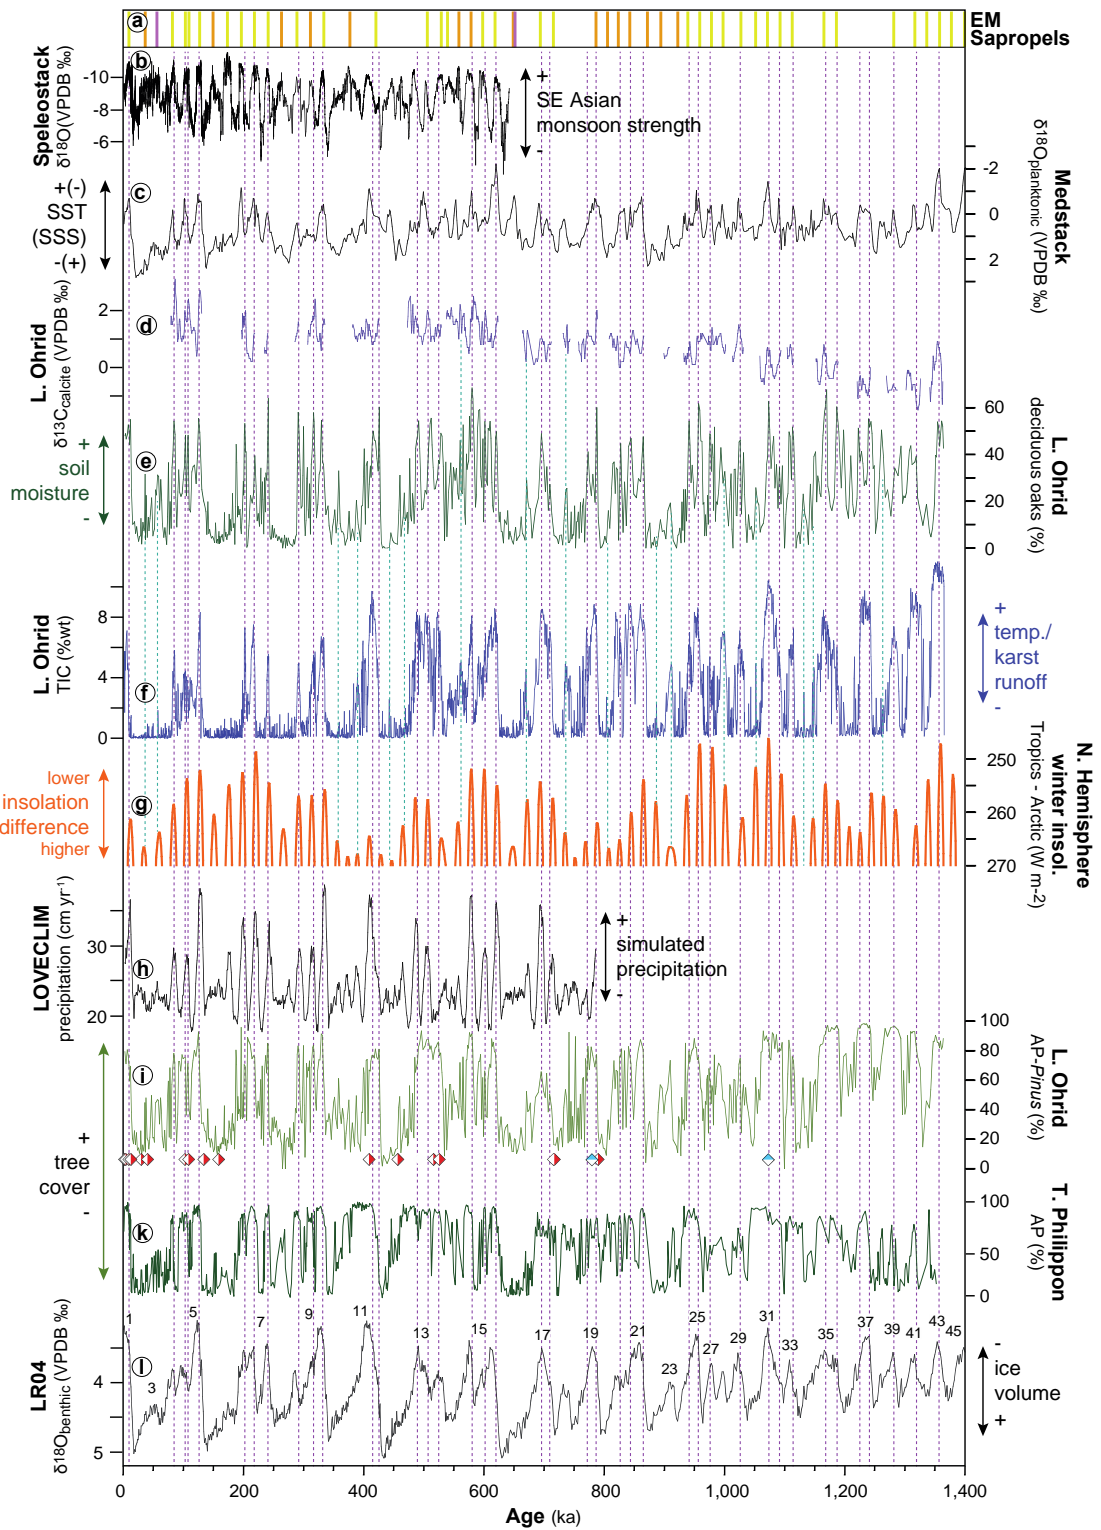 a
EM
Sapropels
b
Speleostack
δ18O(VPDB ‰)
-10
-8
-6
+
SE Asian
monsoon strength
-
c
+(-)
SST
(SSS)
-(+)
-2
0
2
Medstack
δ18Oplanktonic (VPDB ‰)
d
L. Ohrid
δ13Ccalcite (VPDB ‰)
2
0
e
+
soil
moisture
-
60
40
20
0
L. Ohrid
deciduous oaks (%)
f
L. Ohrid
TIC (%wt)
8
4
0
+
temp./
karst
runoff
-
g
lower
insolation
difference
higher
250
260
270
N. Hemisphere
winter insol.
Tropics - Arctic (W m-2)
h
LOVECLIM
precipitation (cm yr-1)
30
20
+
simulated
precipitation
-
i
100
80
60
40
20
0
L. Ohrid
AP-Pinus (%)
+
tree
cover
-
k
100
50
0
T. Philippon
AP (%)
l
LR04
δ18Obenthic (VPDB ‰)
4
5
1
3
5
7
9
11
13
15
17
19
21
23
25
27
29
31
33
35
37
39
41
43
45
-
ice
volume
+
0
200
400
600
800
1,000
1,200
1,400
Age (ka)